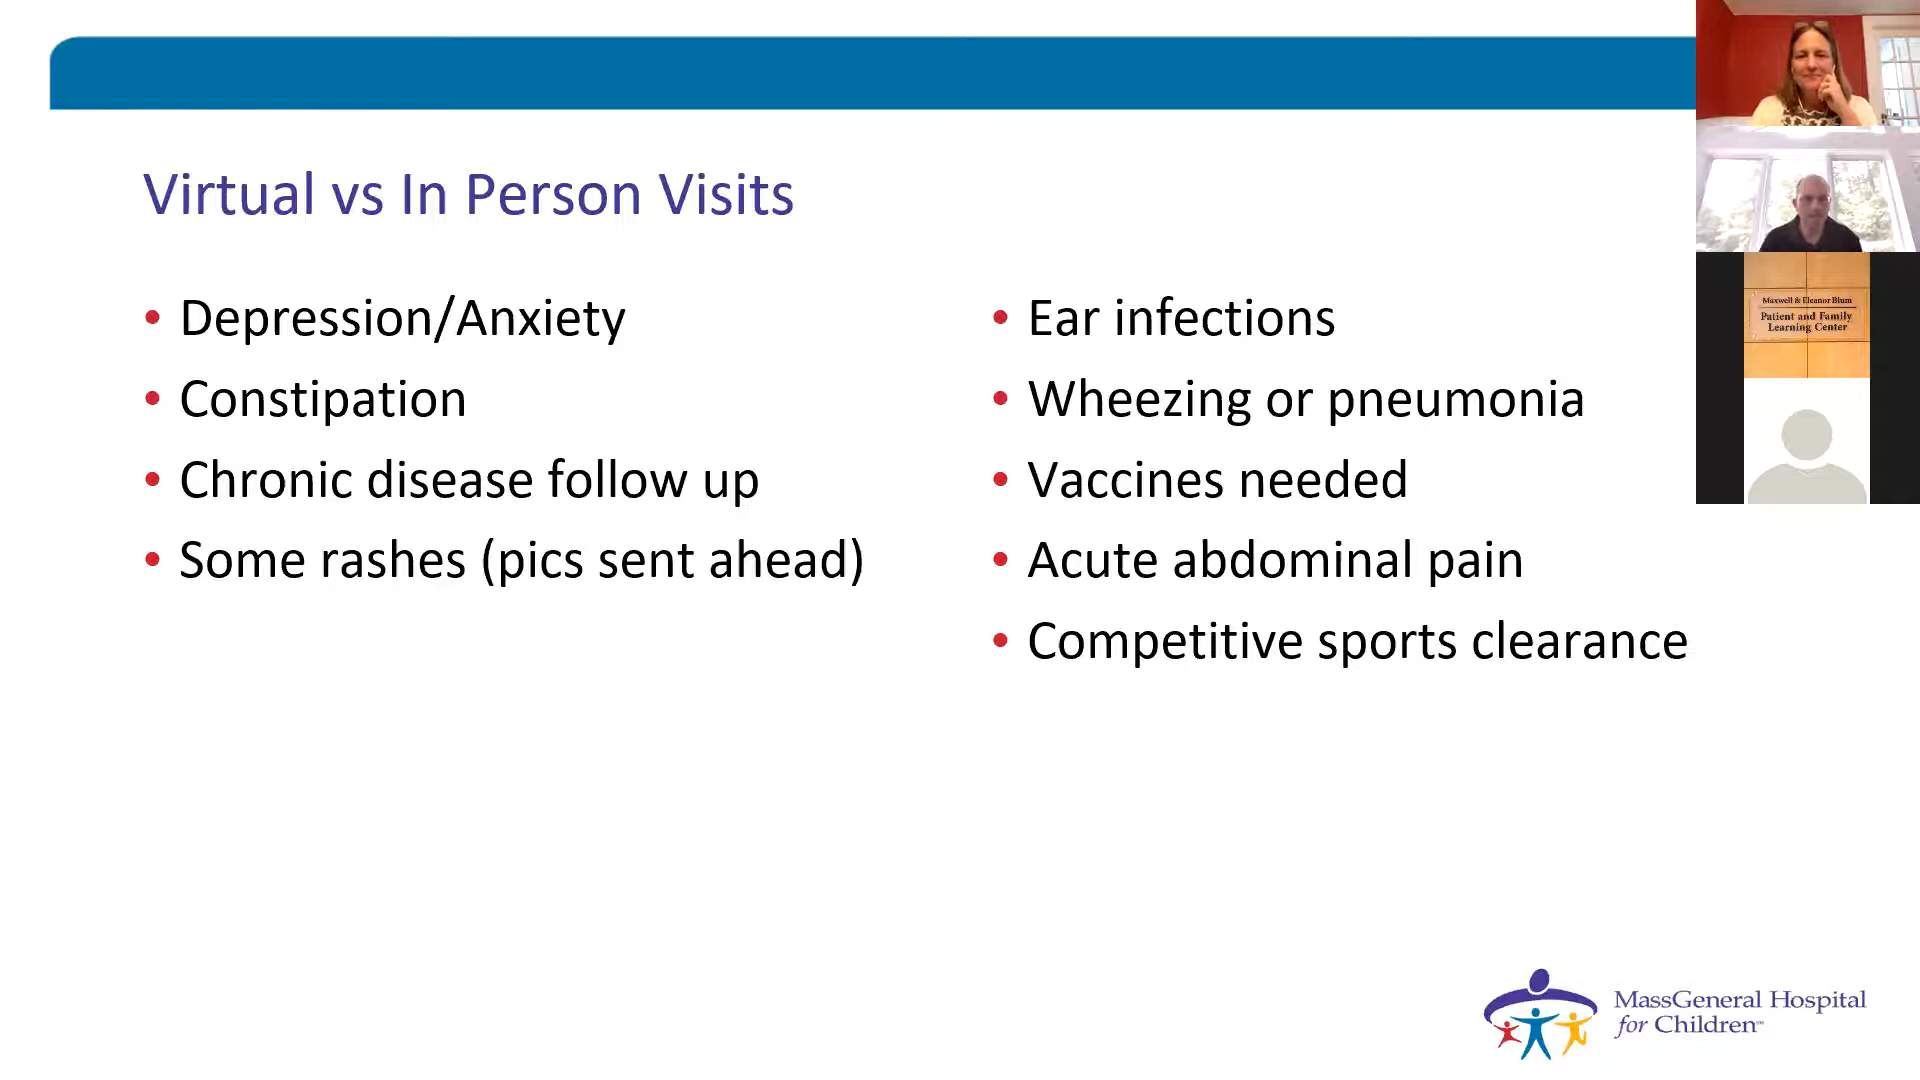 Virtual vs In Person Visits
• Depression/Anxiety
• Constipation
• Chronic disease follow up
• Some rashes (pics sent ahead)
• Ear infections
• Wheezing or pneumonia
• Vaccines needed
• Acute abdominal pain
• Competitive sports clearance
Maxwell & Eleanor Blum
Patient and Family
Learning Center
MassGeneral Hospital
for Children℠